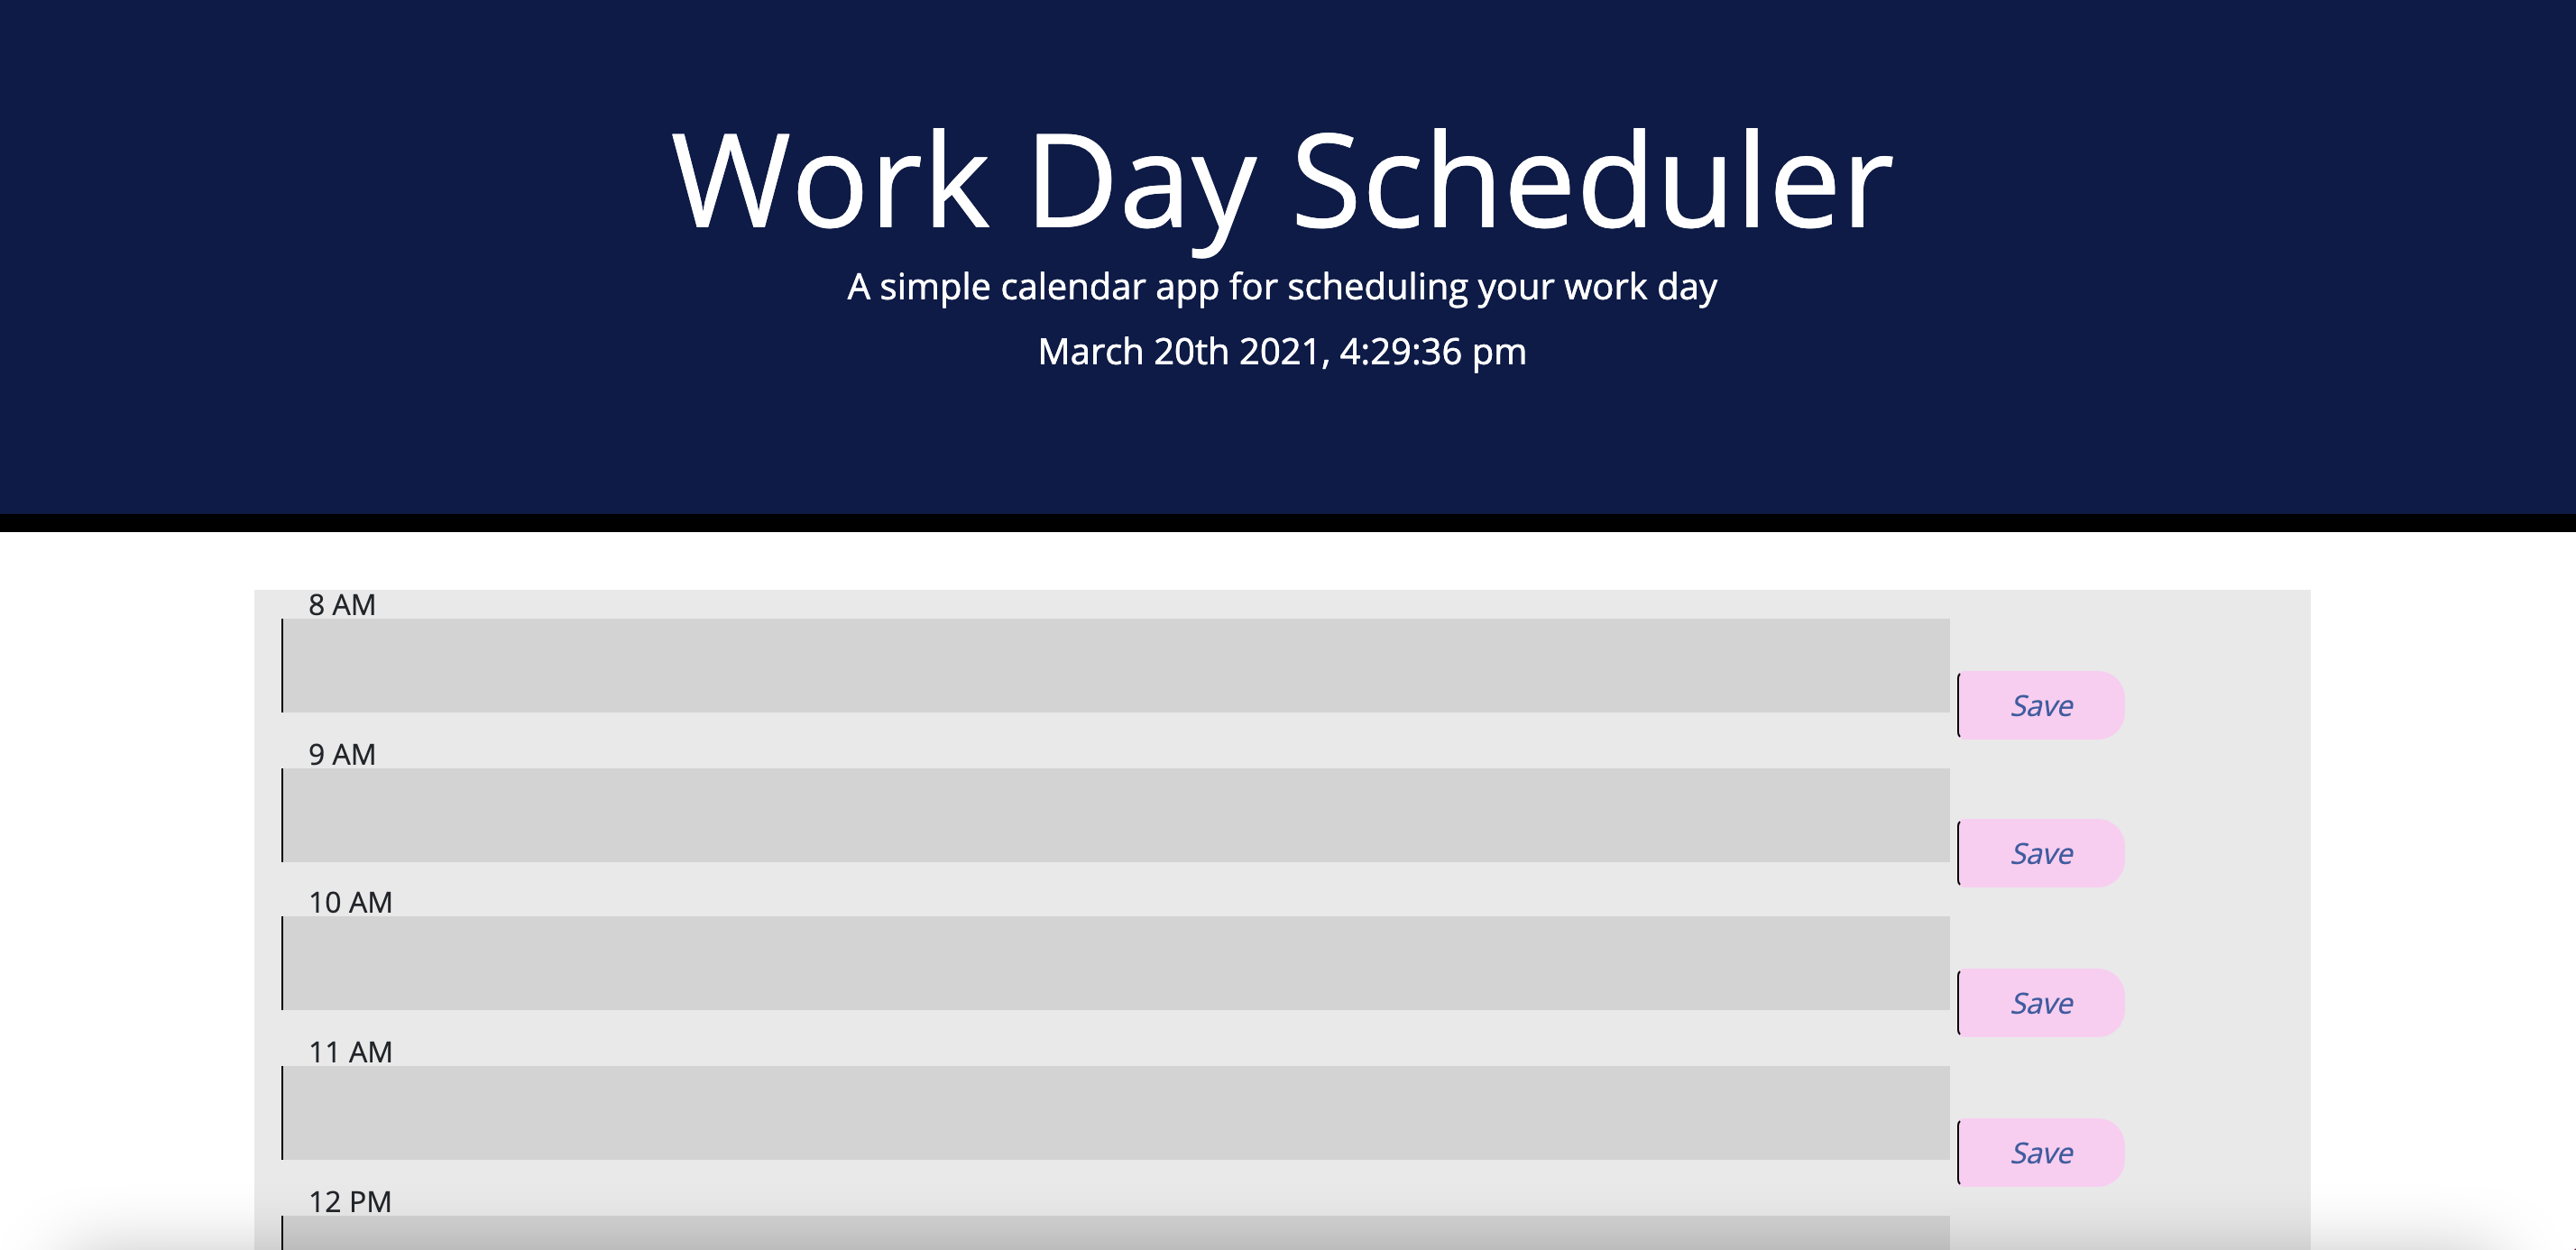 Work Day Scheduler
A simple calendar app for scheduling your work day
March 20th 2021, 4:29:36 pm
8 AM
Save
9 AM
Save
10 AM
Save
11 AM
Save
12 PM